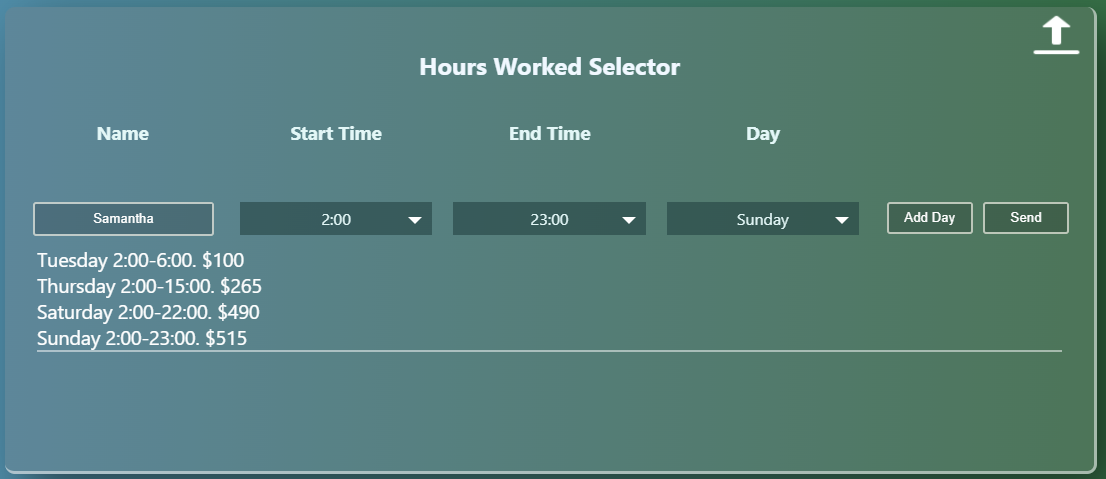 Hours Worked Selector
Name Start Time End Time Day
Samantha 2:00 23:00 Sunday Add Day Send
Tuesday 2:00-6:00. $100
Thursday 2:00-15:00. $265
Saturday 2:00-22:00. $490
Sunday 2:00-23:00. $515